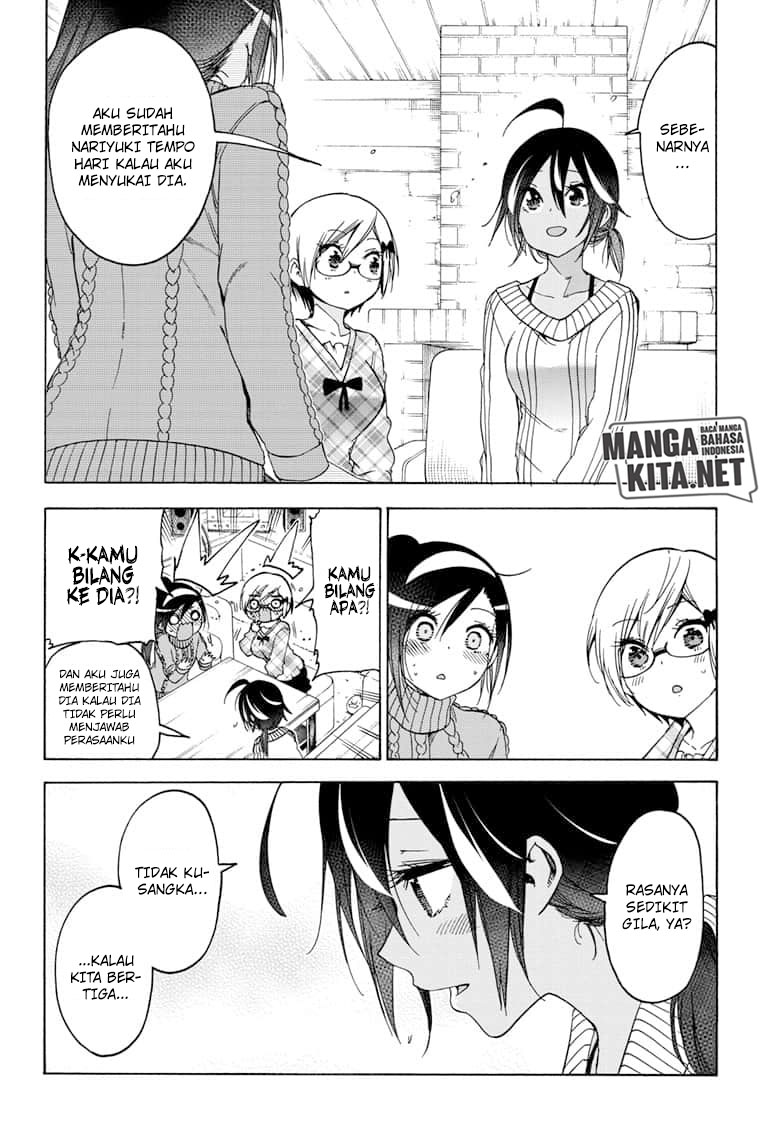 SEBE-
NARNYA
...
AKU SUDAH
MEMBERITAHU
NARIYUKI TEMPO
HARI KALAU AKU
MENYUKAI DIA.
MANGA
KITA.NET
BACA MANGA
BAHASA
INDONESIA
KAMU
BILANG
APA?!
K-KAMU
BILANG
KE DIA?!
DAN AKU JUGA
MEMBERITAHU
DIA KALAU DIA
TIDAK PERLU
MENJAWAB
PERASAANKU
RASANYA
SEDIKIT
GILA, YA?
TIDAK KU-
SANGKA...
...KALAU
KITA BER-
TIGA...